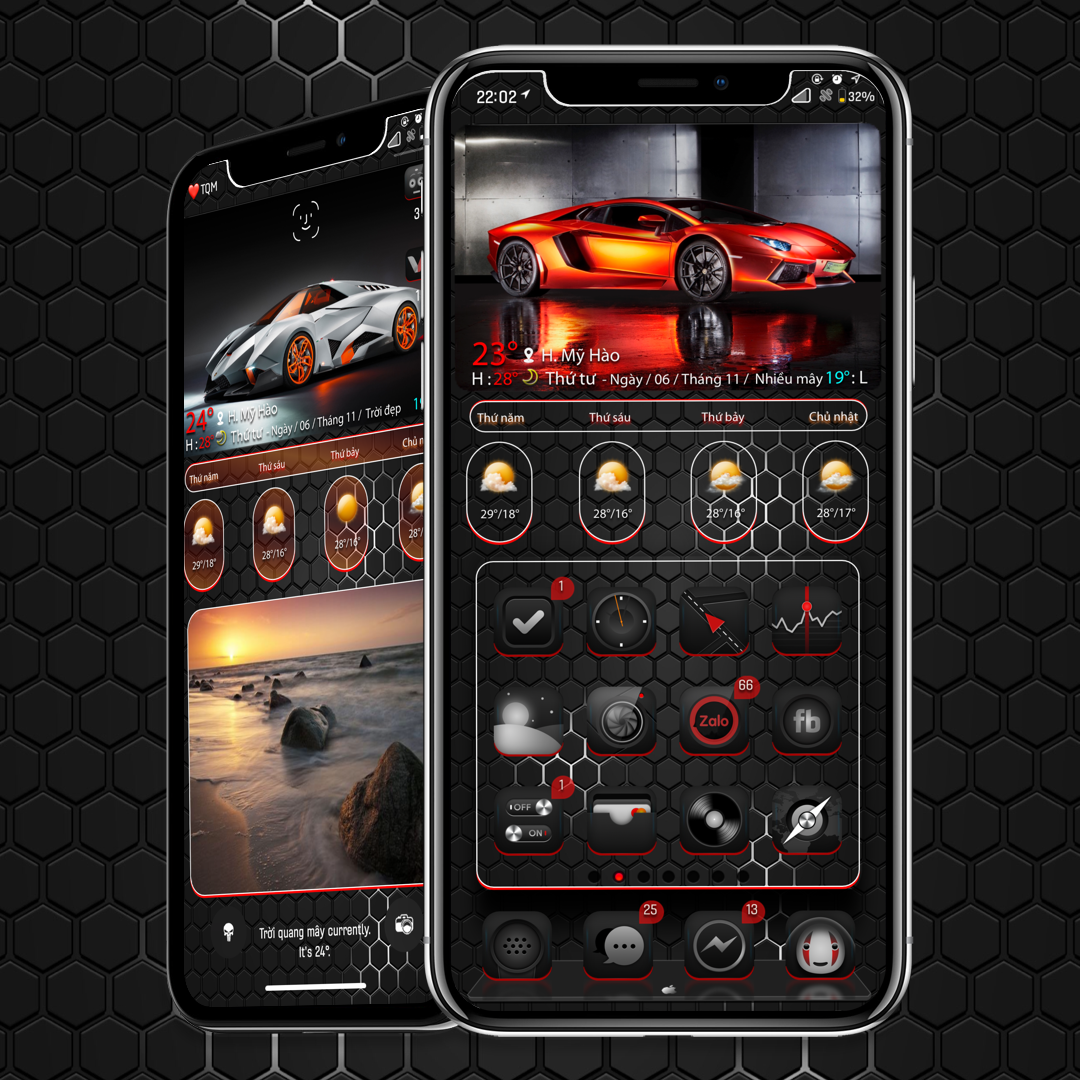 ❤️TQM
3
24° H. Mỹ Hào
H : 28° Thứ tư - Ngày / 06 / Tháng 11 / Trời đẹp 1
Thứ năm Thứ sáu Thứ bảy Chủ n
29°/18° 28°/16° 28°/16° 28°/
Trời quang mây currently.
It's 24°.
22:02 32%
23° H. Mỹ Hào
H : 28° Thứ tư - Ngày / 06 / Tháng 11 / Nhiều mây 19° : L
Thứ năm Thứ sáu Thứ bảy Chủ nhật
29°/18° 28°/16° 28°/16° 28°/17°
1
66
Zalo fb
1
OFF
ON
25 13